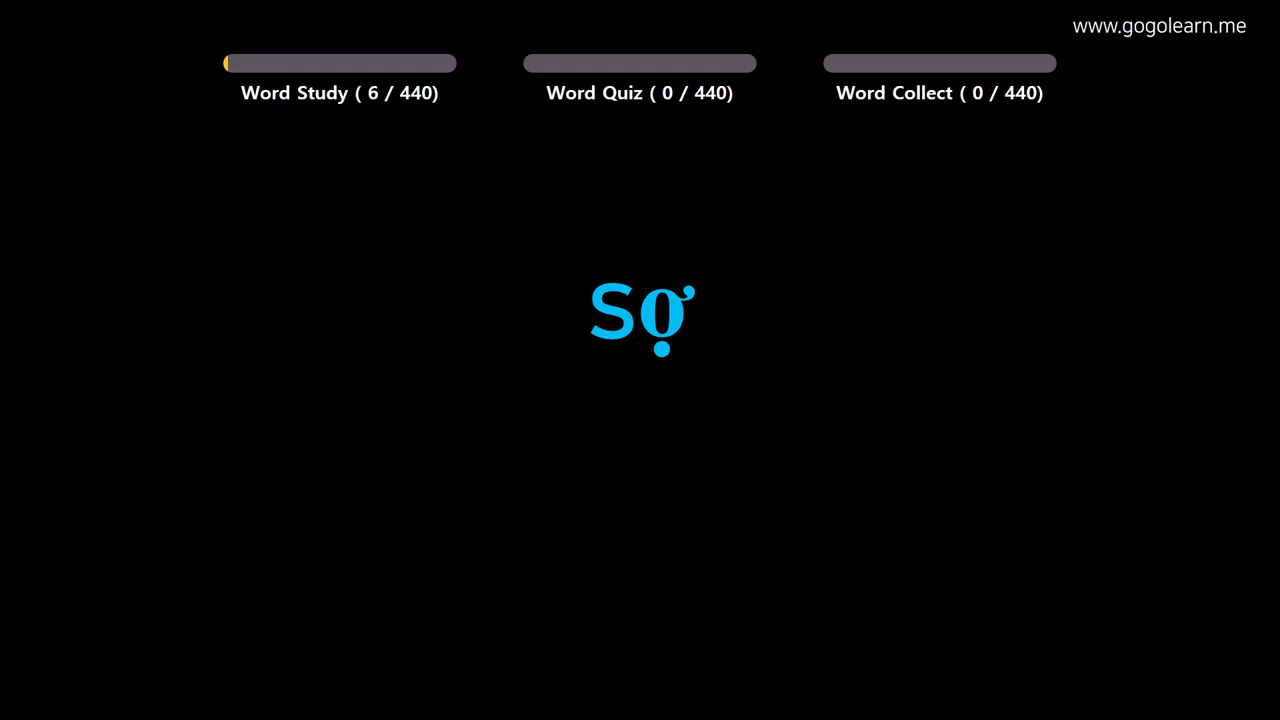 www.gogolearn.me
Word Study ( 6 / 440)
Word Quiz ( 0 / 440)
Word Collect ( 0 / 440)
sợ